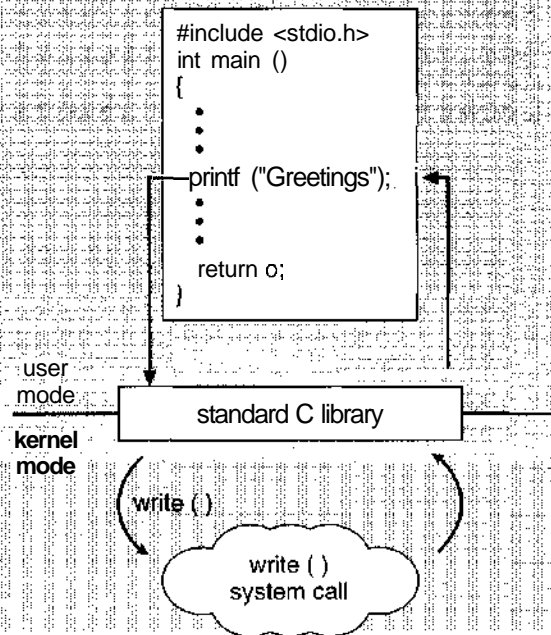 #include <stdio.h>
int main ()
{
•
•
•
printf ("Greetings");
•
•
•
return o;
}
user
mode
standard C library
kernel
mode
write ( )
write ( )
system call